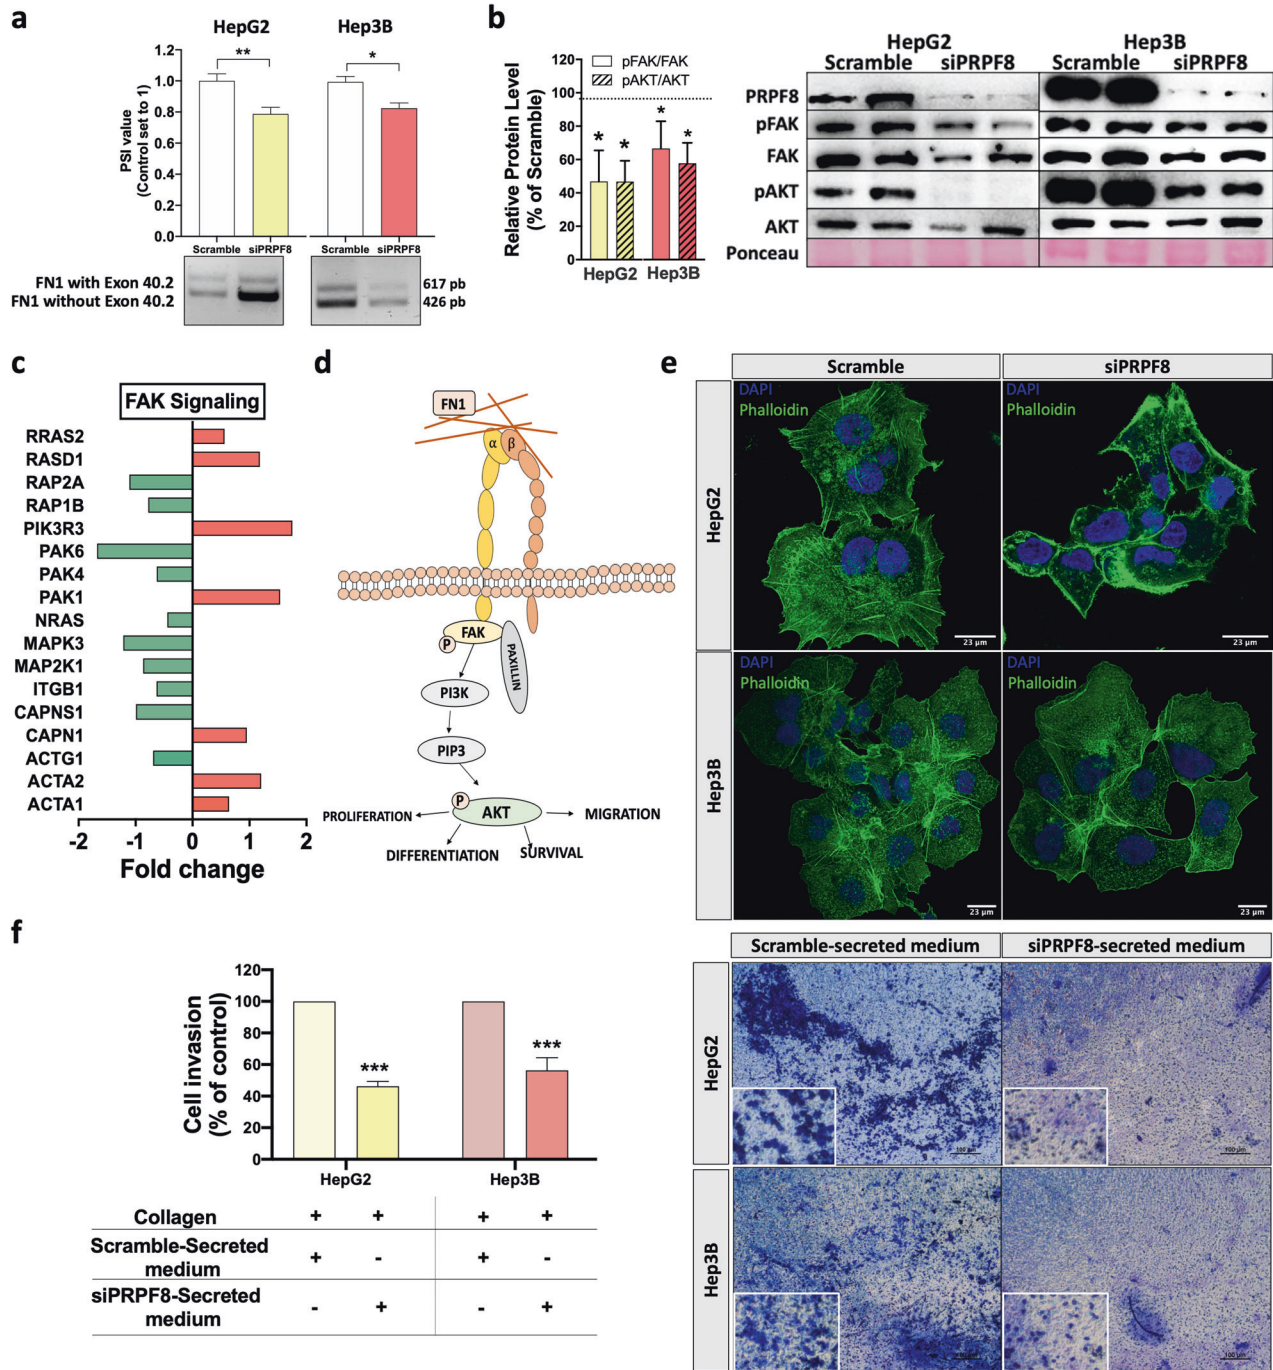 a
HepG2
Hep3B
1.2
1.0
0.8
0.6
0.4
0.2
0.0
PSI value
(Control set to 1)
**
*
Scramble siPRPF8
Scramble siPRPF8
FN1 with Exon 40.2
FN1 without Exon 40.2
617 pb
426 pb
b
Relative Protein Level
(% of Scramble)
120
100
80
60
40
20
0
pFAK/FAK
pAKT/AKT
* * * *
HepG2 Hep3B
HepG2 Hep3B
Scramble siPRPF8 Scramble siPRPF8
PRPF8
pFAK
FAK
pAKT
AKT
Ponceau
c
FAK Signaling
RRAS2
RASD1
RAP2A
RAP1B
PIK3R3
PAK6
PAK4
PAK1
NRAS
MAPK3
MAP2K1
ITGB1
CAPNS1
CAPN1
ACTG1
ACTA2
ACTA1
-2 -1 0 1 2
Fold change
d
FN1
α β
FAK
P
PAXILLIN
PI3K
PIP3
P
AKT
PROLIFERATION
MIGRATION
DIFFERENTIATION
SURVIVAL
e
Scramble siPRPF8
HepG2
DAPI
Phalloidin
23 µm
DAPI
Phalloidin
23 µm
Hep3B
DAPI
Phalloidin
23 µm
DAPI
Phalloidin
23 µm
f
Cell invasion
(% of control)
120
100
80
60
40
20
0
*** ***
HepG2 Hep3B
Collagen + + + +
Scramble-Secreted
medium + - + -
siPRPF8-Secreted
medium - + - +
Scramble-secreted medium siPRPF8-secreted medium
HepG2
100 µm
100 µm
Hep3B
100 µm